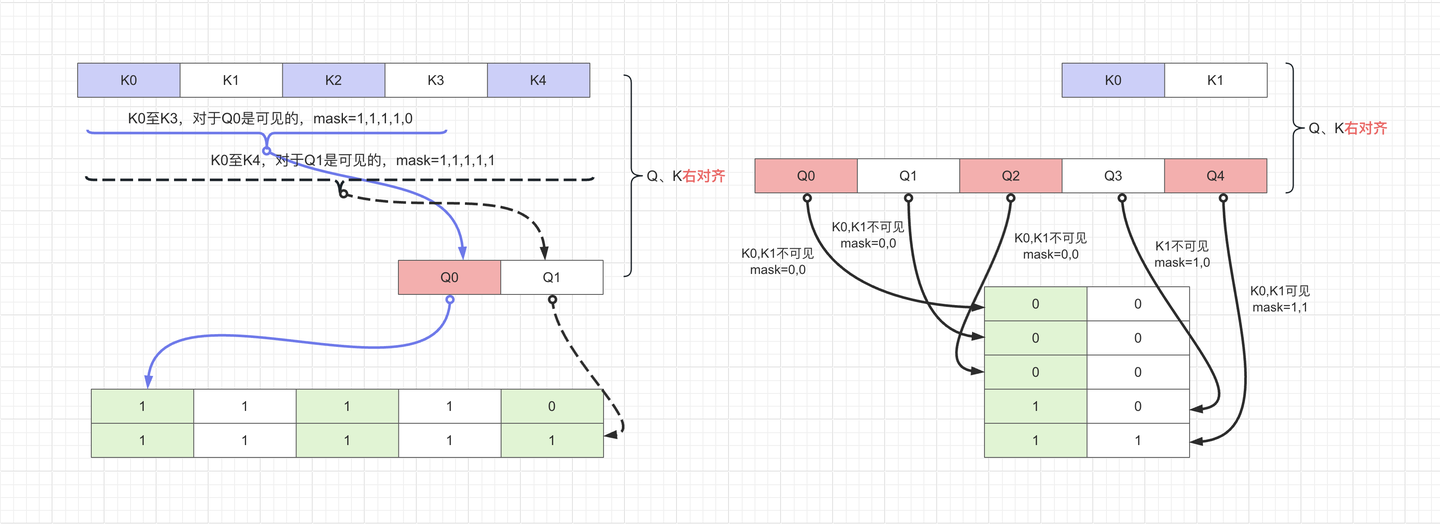 K0 K1 K2 K3 K4
K0至K3，对于Q0是可见的，mask=1,1,1,1,0
K0至K4，对于Q1是可见的，mask=1,1,1,1,1
Q、K右对齐
Q0 Q1
1 1 1 1 0
1 1 1 1 1
K0 K1
Q、K右对齐
Q0 Q1 Q2 Q3 Q4
K0,K1不可见
mask=0,0
K0,K1不可见
mask=0,0
K0,K1不可见
mask=0,0
K1不可见
mask=1,0
K0,K1可见
mask=1,1
0 0
0 0
0 0
1 0
1 1